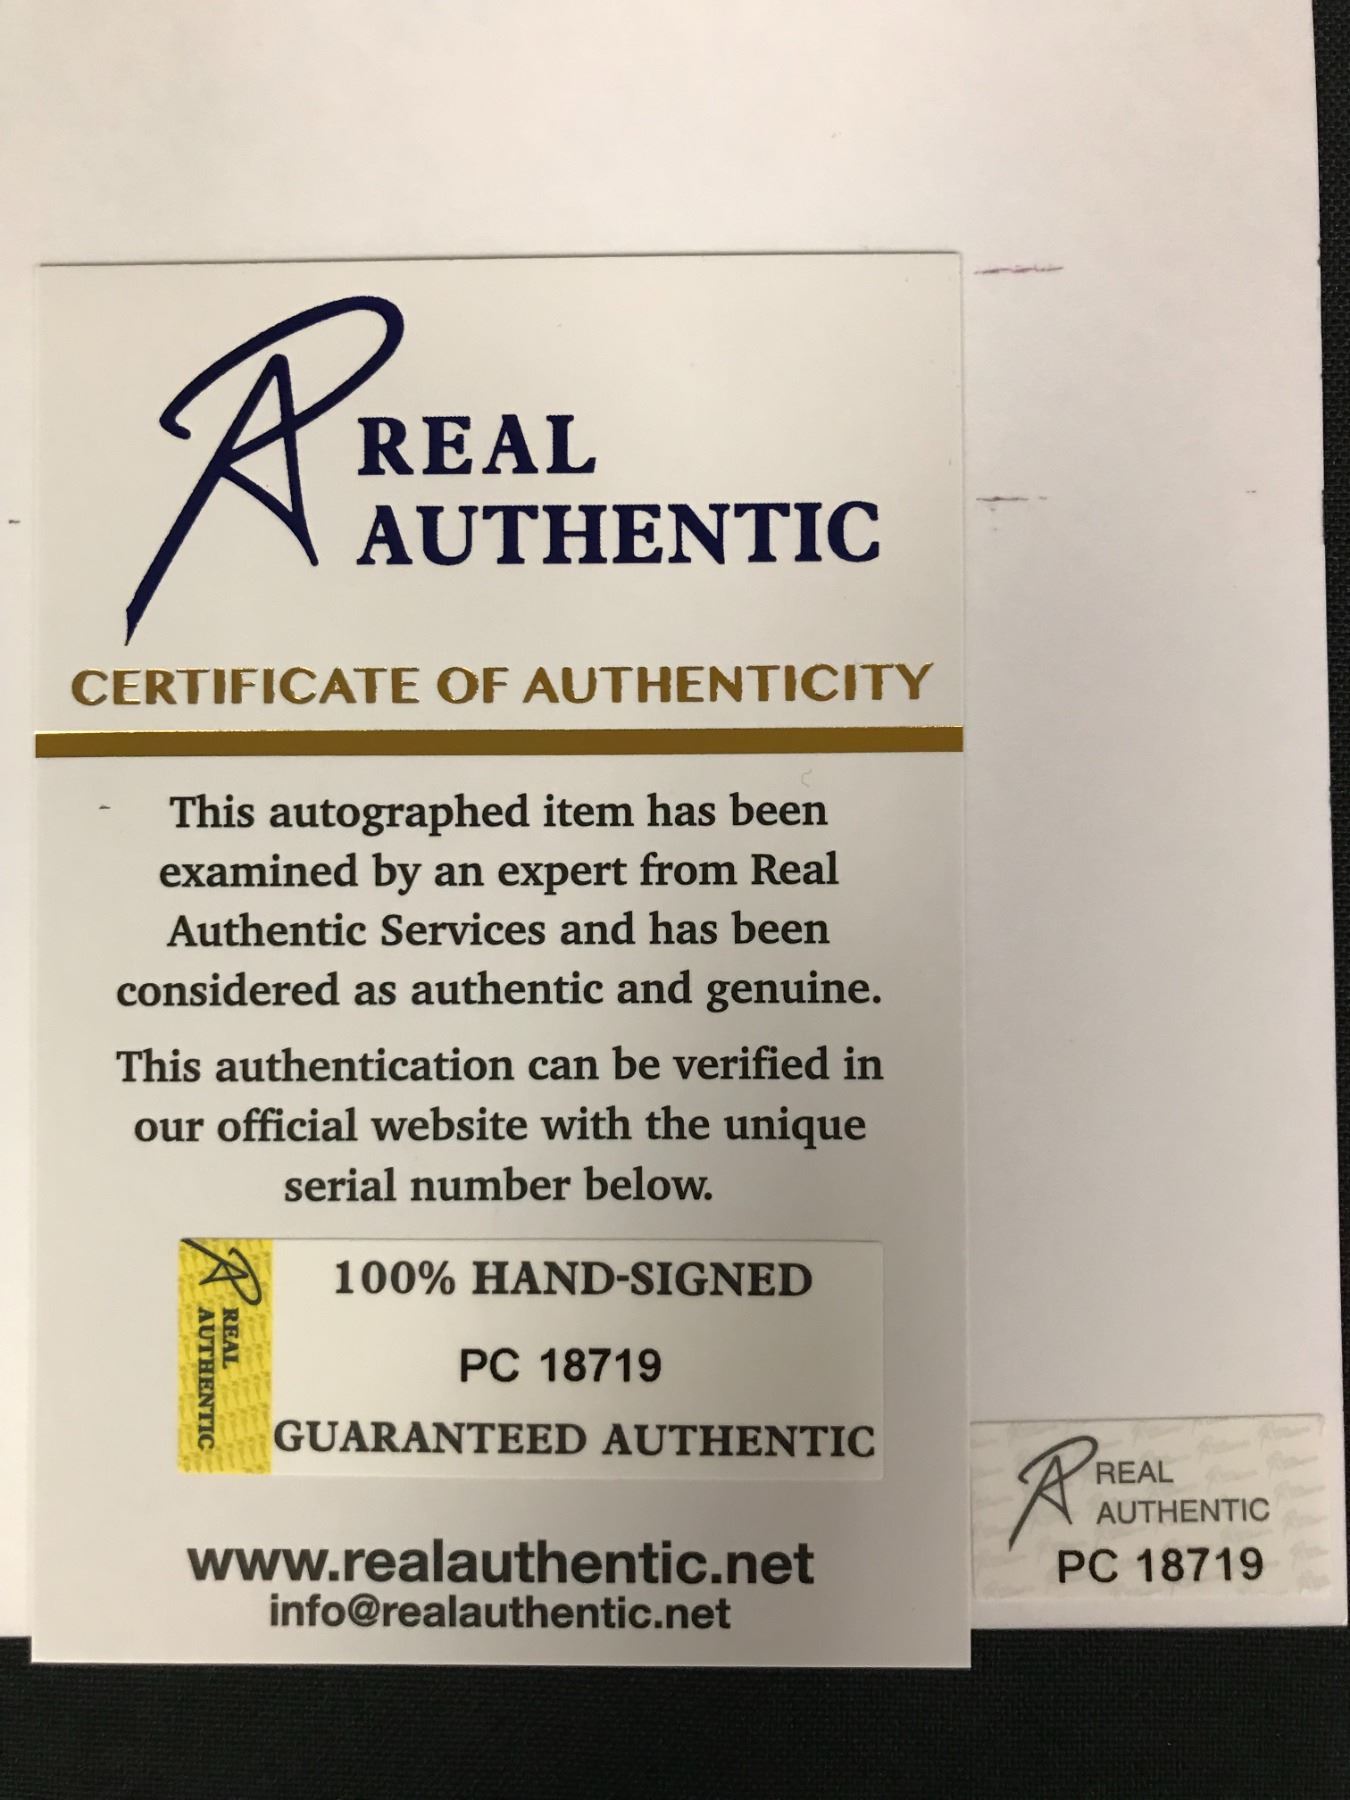 REAL
AUTHENTIC
CERTIFICATE OF AUTHENTICITY
This autographed item has been
examined by an expert from Real
Authentic Services and has been
considered as authentic and genuine.
This authentication can be verified in
our official website with the unique
serial number below.
REAL
AUTHENTIC
100% HAND-SIGNED
PC 18719
GUARANTEED AUTHENTIC
www.realauthentic.net
info@realauthentic.net
REAL
AUTHENTIC
PC 18719